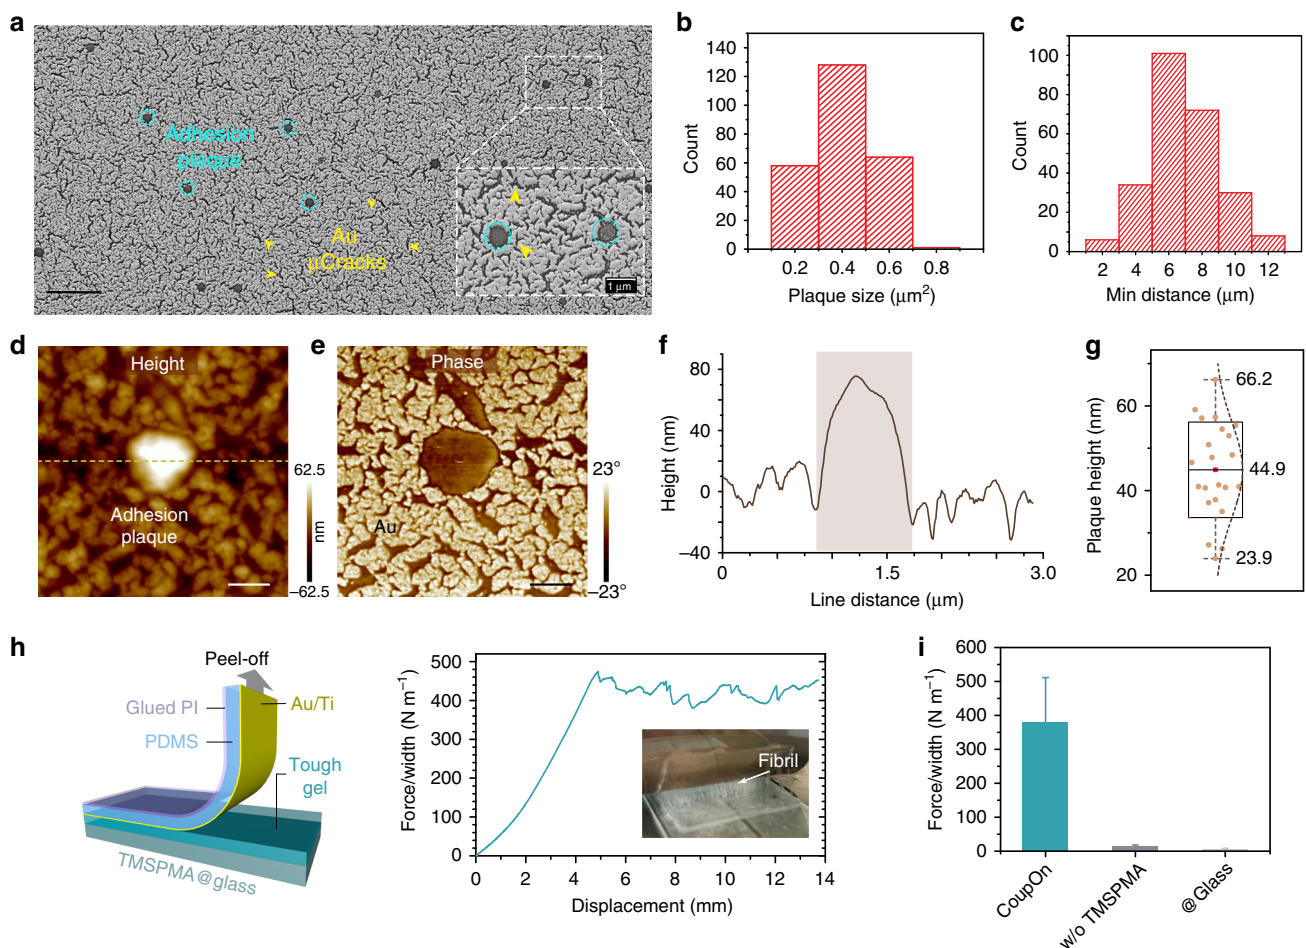 a
Adhesion
plaque
Au
μCracks
1 μm
b
140
120
100
80
60
40
20
0
Count
0.2 0.4 0.6 0.8
Plaque size (μm²)
c
100
80
60
40
20
0
Count
2 4 6 8 10 12
Min distance (μm)
d
Height
Adhesion
plaque
62.5
nm
−62.5
e
Phase
Au
23°
−23°
f
80
40
0
−40
Height (nm)
0 1.5 3.0
Line distance (μm)
g
60
40
20
Plaque height (nm)
66.2
44.9
23.9
h
Peel-off
Glued PI
Au/Ti
PDMS
Tough
gel
TMSPMA@glass
500
400
300
200
100
0
Force/width (N m⁻¹)
Fibril
0 2 4 6 8 10 12 14
Displacement (mm)
i
600
500
400
300
200
100
0
Force/width (N m⁻¹)
CoupOn
w/o TMSPMA
@Glass